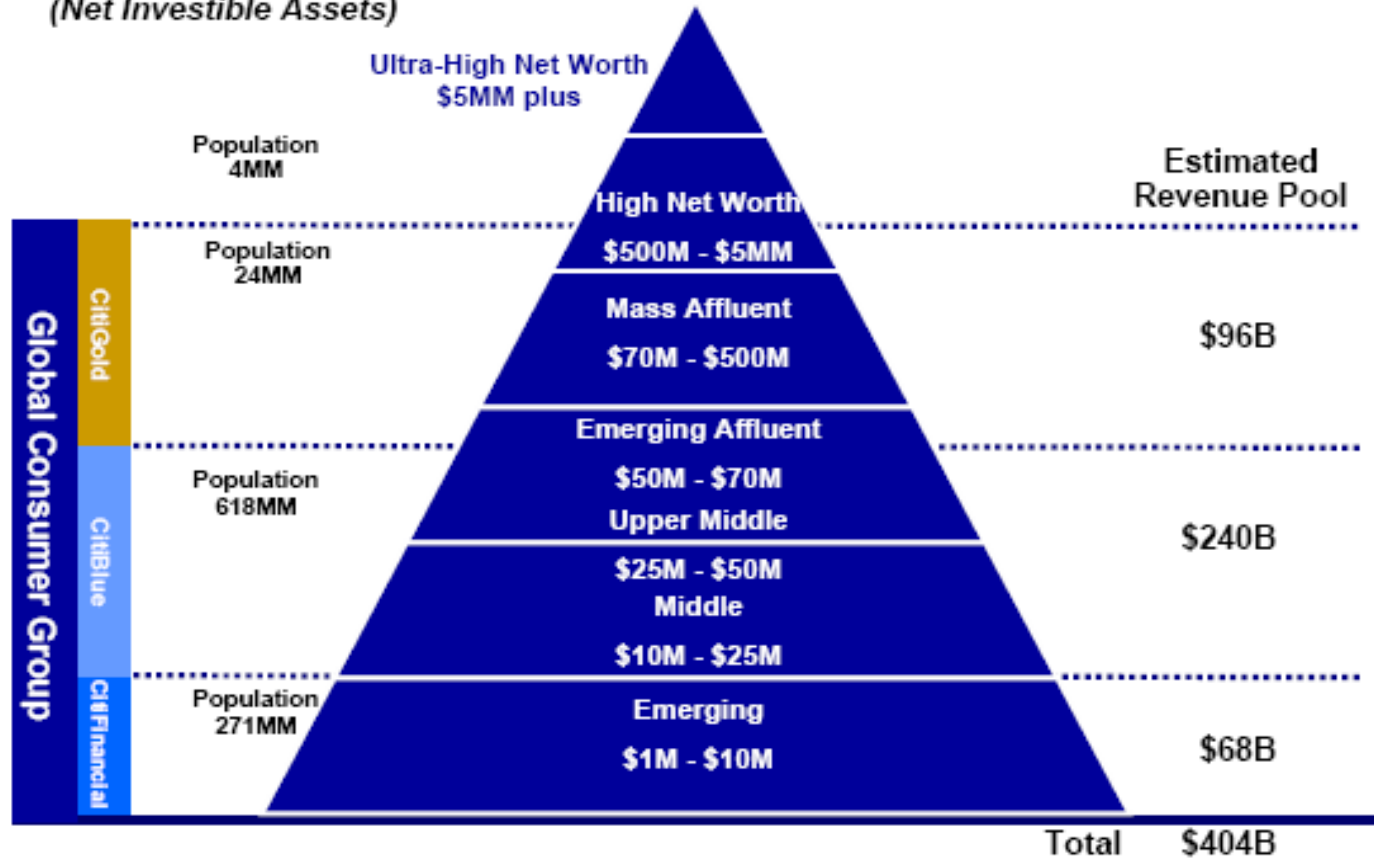 (Net Investible Assets)
Ultra-High Net Worth
$5MM plus
Population
4MM
Estimated
Revenue Pool
High Net Worth
$500M - $5MM
Population
24MM
Mass Affluent
$70M - $500M
$96B
Global Consumer Group
CitiGold
Emerging Affluent
$50M - $70M
Upper Middle
Population
618MM
CitiBlue
$240B
$25M - $50M
Middle
$10M - $25M
Population
271MM
CitiFinancial
Emerging
$1M - $10M
$68B
Total $404B